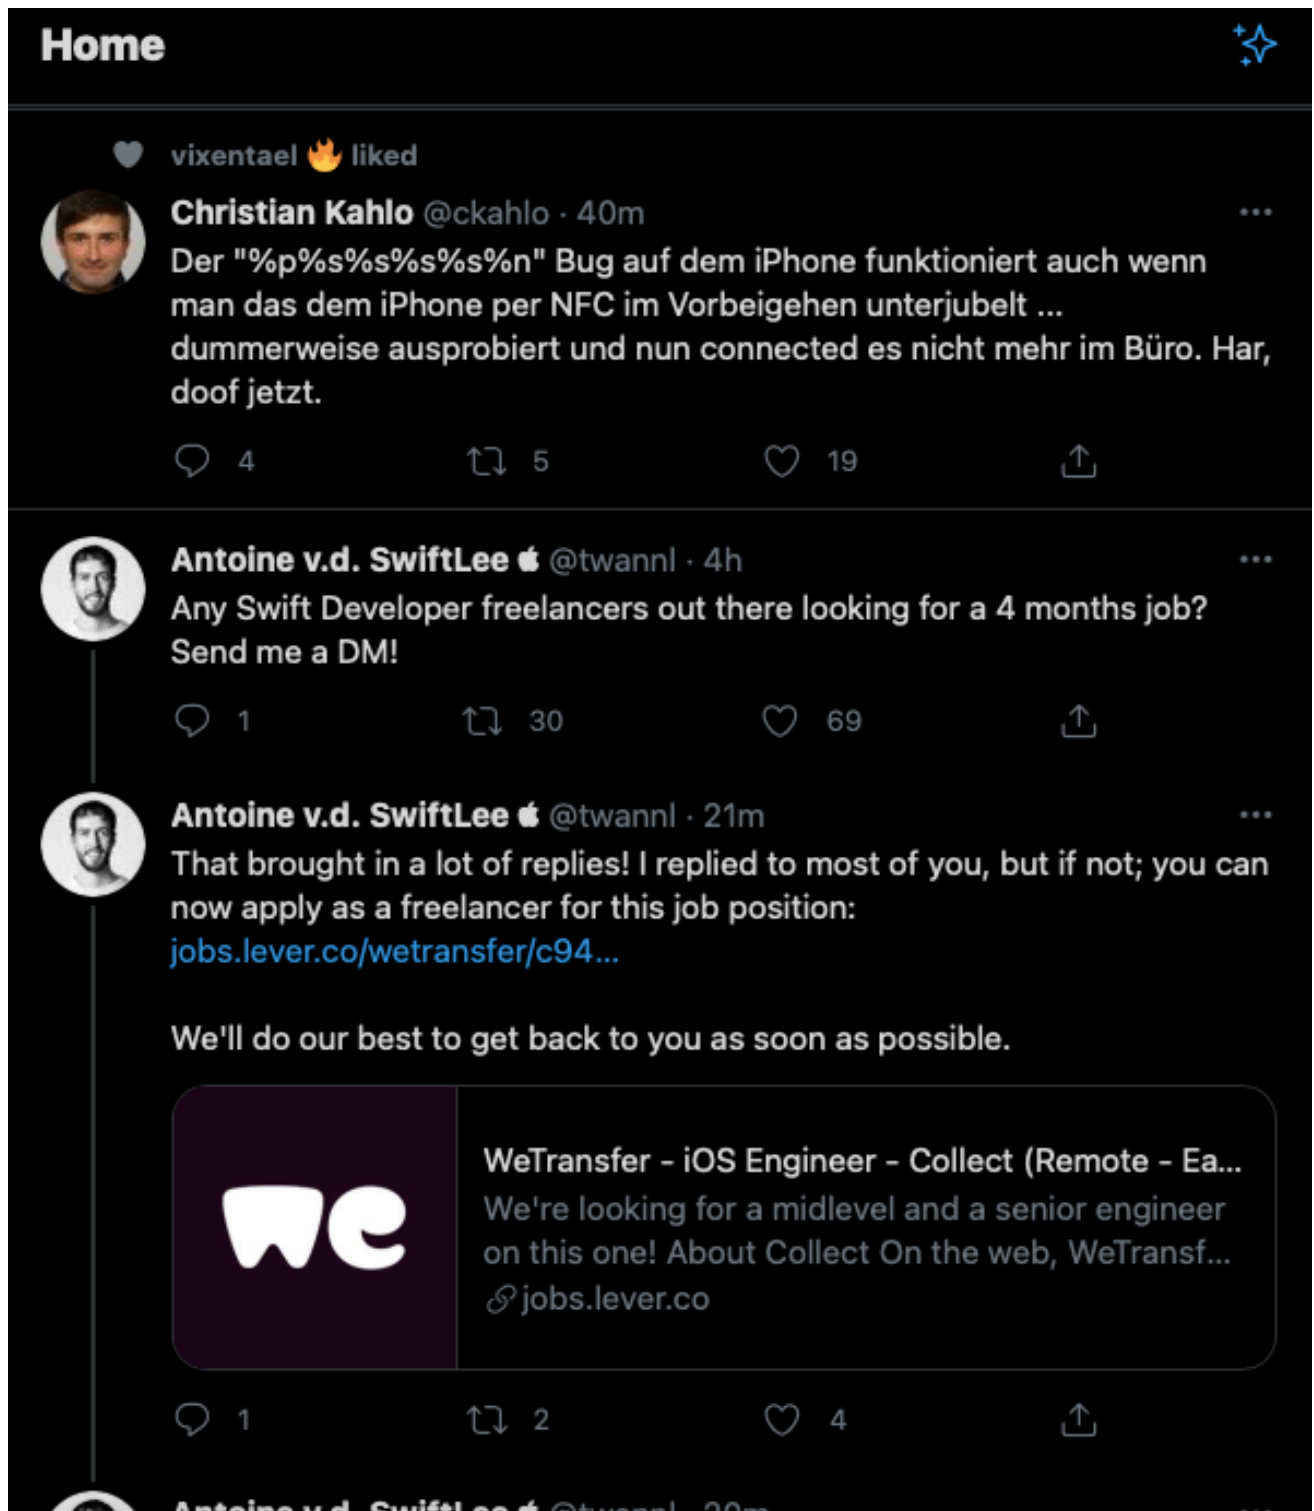 Home
vixentael 🔥 liked
Christian Kahlo @ckahlo · 40m
Der "%p%s%s%s%s%n" Bug auf dem iPhone funktioniert auch wenn
man das dem iPhone per NFC im Vorbeigehen unterjubelt ...
dummerweise ausprobiert und nun connected es nicht mehr im Büro. Har,
doof jetzt.
4 5 19
Antoine v.d. SwiftLee  @twannl · 4h
Any Swift Developer freelancers out there looking for a 4 months job?
Send me a DM!
1 30 69
Antoine v.d. SwiftLee  @twannl · 21m
That brought in a lot of replies! I replied to most of you, but if not; you can
now apply as a freelancer for this job position:
jobs.lever.co/wetransfer/c94...
We'll do our best to get back to you as soon as possible.
we
WeTransfer - iOS Engineer - Collect (Remote - Ea...
We're looking for a midlevel and a senior engineer
on this one! About Collect On the web, WeTransf...
jobs.lever.co
1 2 4
Antoine v.d. SwiftLee  @twannl · 20m